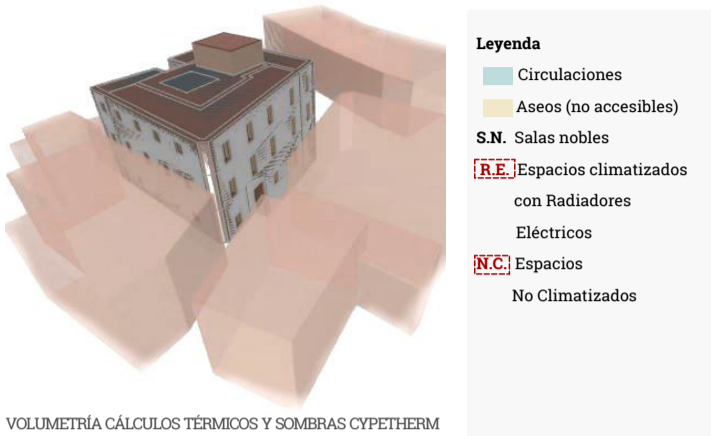 Leyenda
Circulaciones
Aseos (no accesibles)
S.N. Salas nobles
R.E. Espacios climatizados
con Radiadores
Eléctricos
N.C. Espacios
No Climatizados
VOLUMETRÍA CÁLCULOS TÉRMICOS Y SOMBRAS CYPETHERM